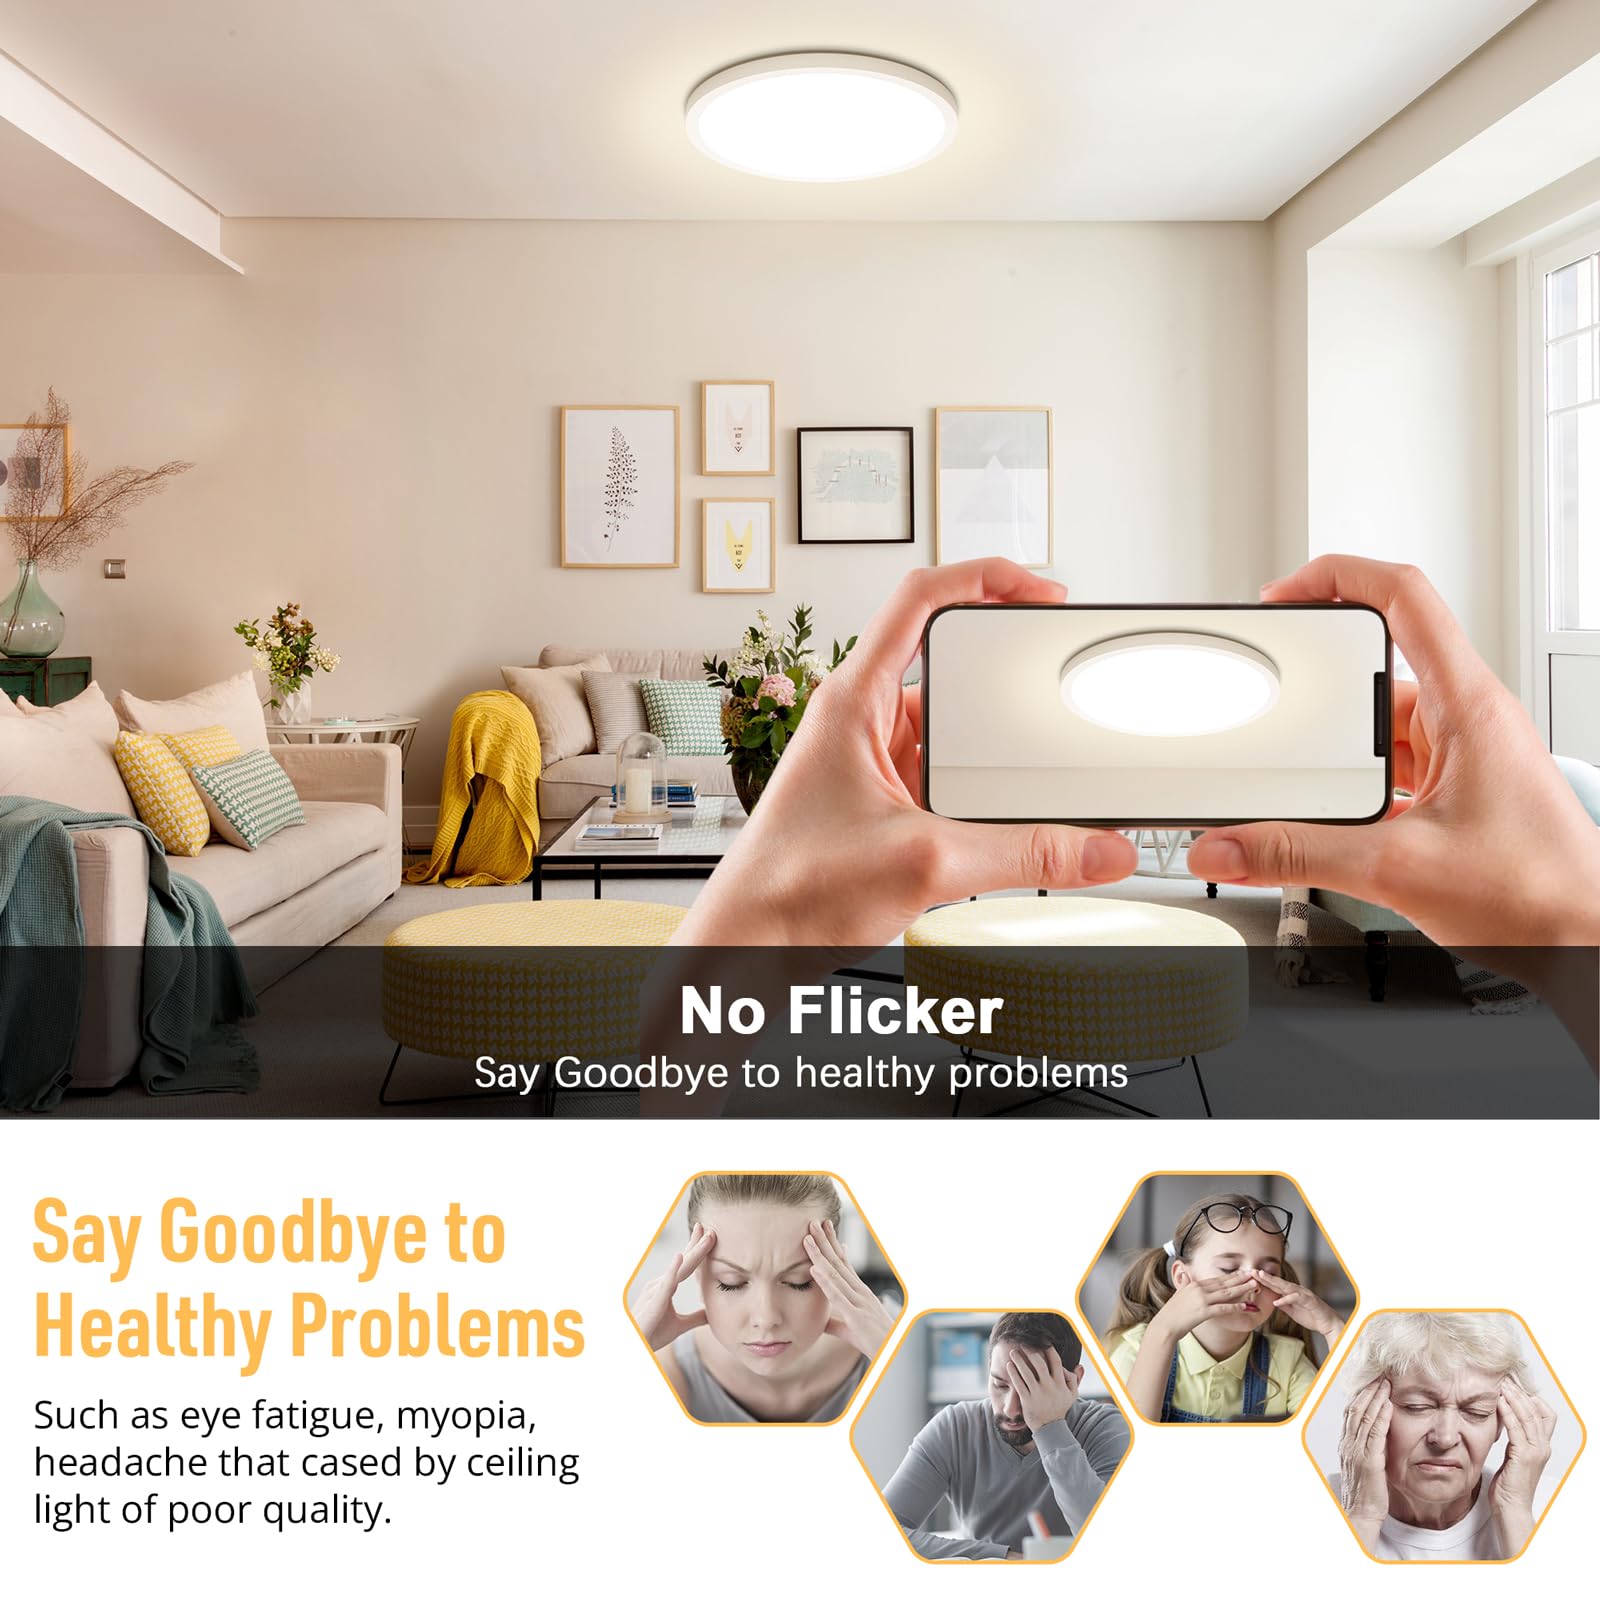 No Flicker
Say Goodbye to healthy problems
Say Goodbye to
Healthy Problems
Such as eye fatigue, myopia,
headache that cased by ceiling
light of poor quality.